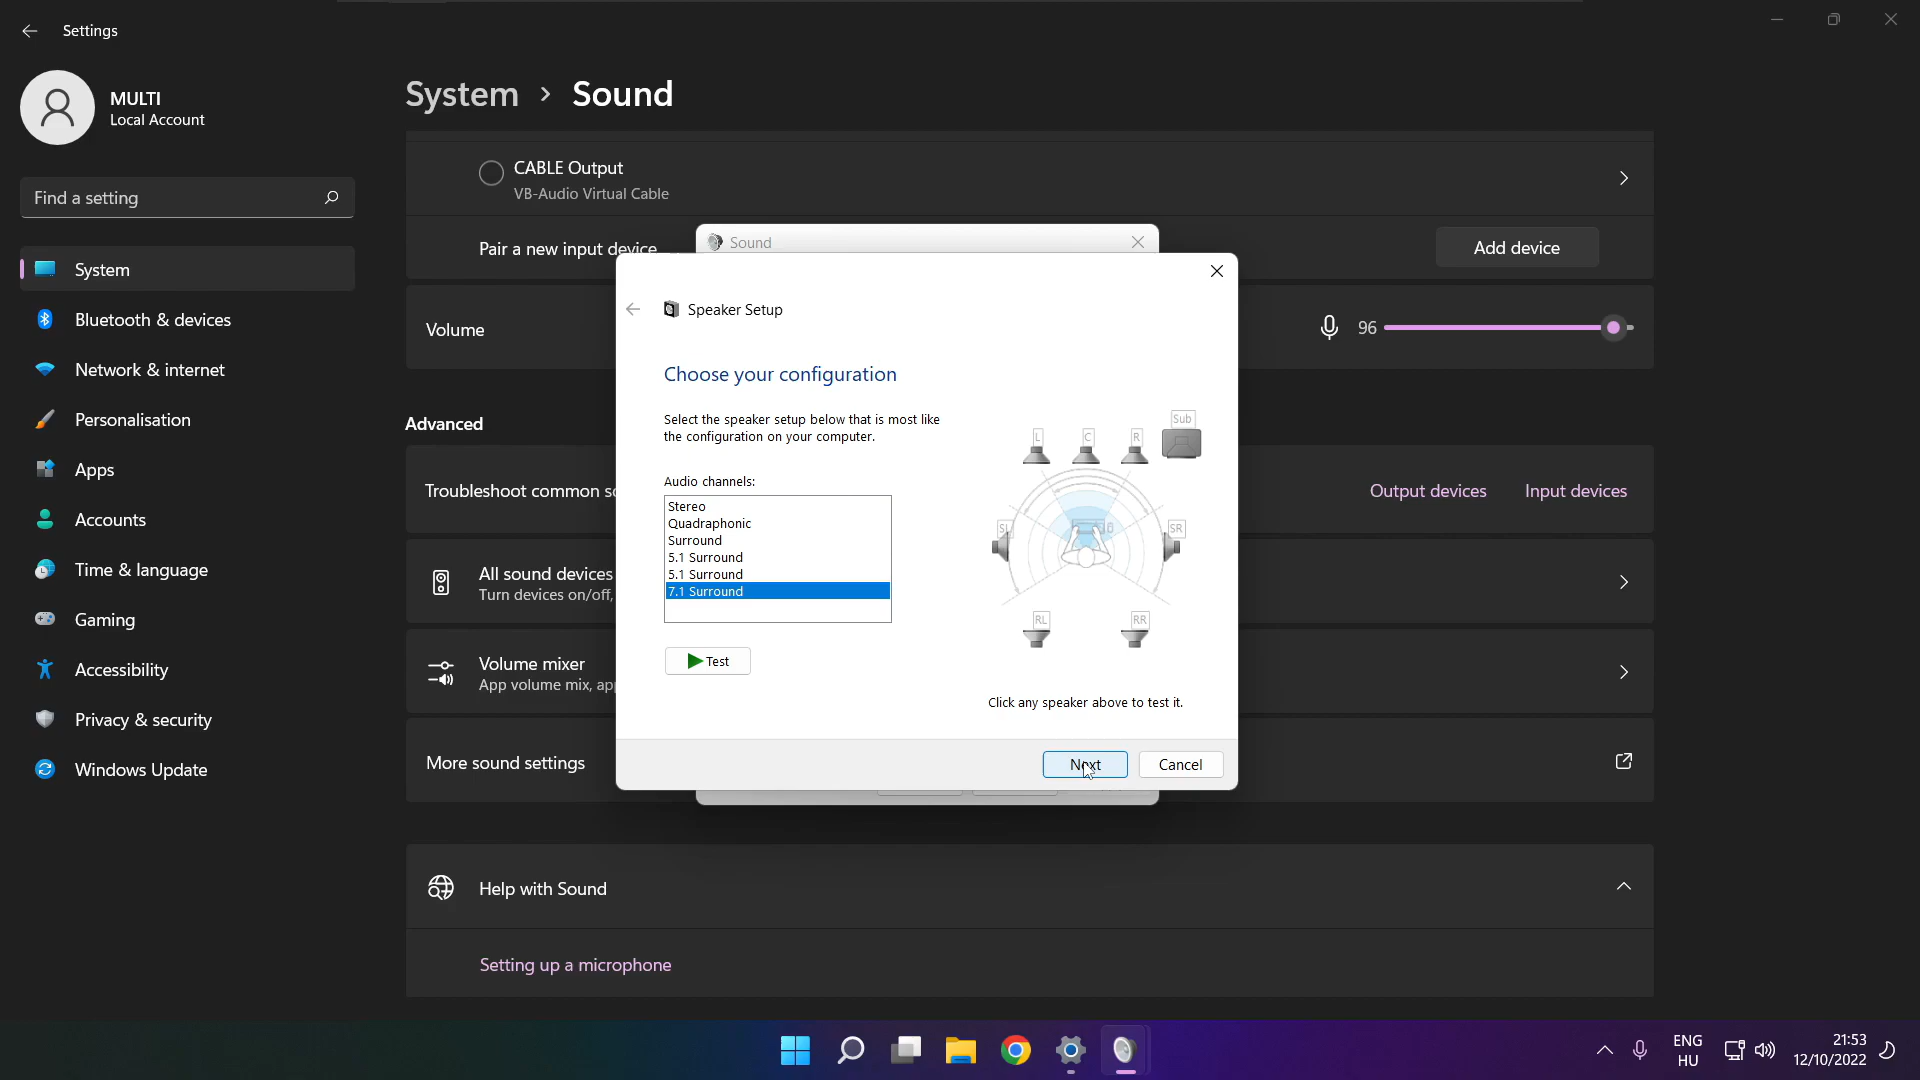 Settings
MULTI
Local Account
Find a setting
System
Bluetooth & devices
Network & internet
Personalisation
Apps
Accounts
Time & language
Gaming
Accessibility
Privacy & security
Windows Update
System > Sound
CABLE Output
VB-Audio Virtual Cable
Pair a new input device
Add device
Volume
96
Advanced
Troubleshoot common
Output devices
Input devices
All sound devices
Turn devices on/off,
Volume mixer
App volume mix,
More sound settings
Help with Sound
Setting up a microphone
Sound
Speaker Setup
Choose your configuration
Select the speaker setup below that is most like
the configuration on your computer.
Audio channels:
Stereo
Quadraphonic
Surround
5.1 Surround
5.1 Surround
7.1 Surround
Test
L
C
R
Sub
SL
SR
RL
RR
Click any speaker above to test it.
Next
Cancel
ENG
HU
21:53
12/10/2022